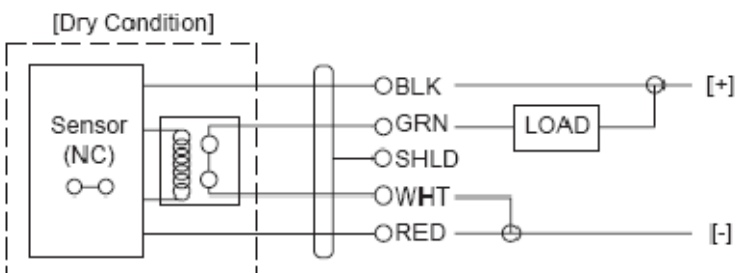 [Dry Condition]
BLK
[+]
Sensor
(NC)
GRN
LOAD
SHLD
WHT
RED
[-]